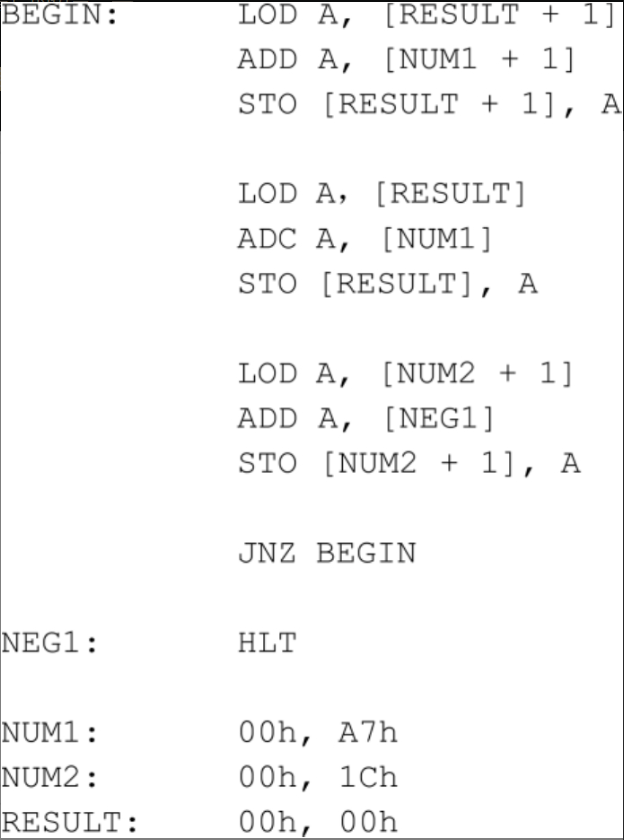 BEGIN: LOD A, [RESULT + 1]
ADD A, [NUM1 + 1]
STO [RESULT + 1], A
LOD A, [RESULT]
ADC A, [NUM1]
STO [RESULT], A
LOD A, [NUM2 + 1]
ADD A, [NEG1]
STO [NUM2 + 1], A
JNZ BEGIN
NEG1: HLT
NUM1: 00h, A7h
NUM2: 00h, 1Ch
RESULT: 00h, 00h